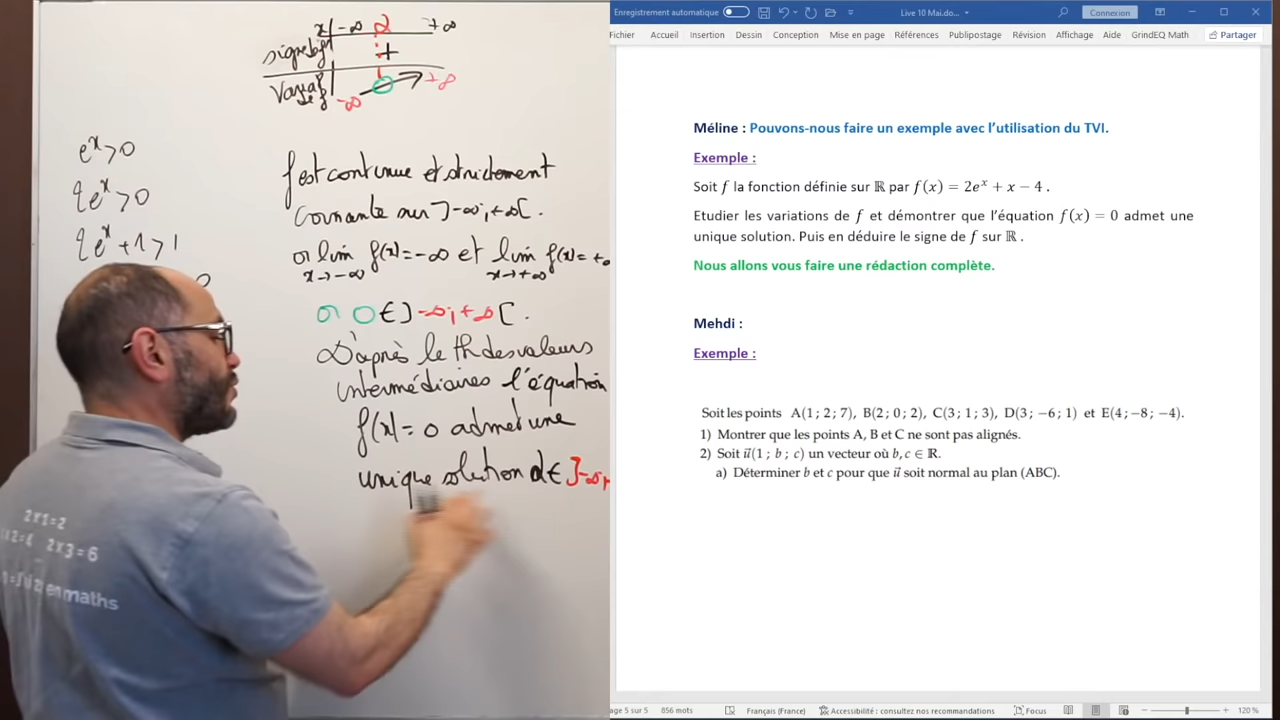 x -∞ α +∞
signe de f' +
-∞ +∞
e^x > 0
2e^x > 0
2e^x + 1 > 1
0
f est continue et strictement
croissante sur ]-∞; +∞[.
or lim f(x) = -∞ et lim f(x) = +∞
x→-∞ x→+∞
or 0 ∈ ]-∞; +∞[.
D'après le th des valeurs
intermédiaires l'équation
f(x) = 0 admet une
unique solution α ∈ ]-∞;
2 x 1 = 2
2 x 3 = 6
en maths
Enregistrement automatique
Live 10 Mai.do...
Connexion
Fichier Accueil Insertion Dessin Conception Mise en page Références Publipostage Révision Affichage Aide GrindEQ Math Partager
Méline : Pouvons-nous faire un exemple avec l’utilisation du TVI.
Exemple :
Soit f la fonction définie sur ℝ par f(x) = 2e^x + x − 4 .
Etudier les variations de f et démontrer que l’équation f(x) = 0 admet une
unique solution. Puis en déduire le signe de f sur ℝ .
Nous allons vous faire une rédaction complète.
Mehdi :
Exemple :
Soit les points A(1 ; 2 ; 7), B(2 ; 0 ; 2), C(3 ; 1 ; 3), D(3 ; −6 ; 1) et E(4 ; −8 ; −4).
1) Montrer que les points A, B et C ne sont pas alignés.
2) Soit u⃗(1 ; b ; c) un vecteur où b, c ∈ ℝ.
a) Déterminer b et c pour que u⃗ soit normal au plan (ABC).
age 5 sur 5 856 mots Français (France) Accessibilité : consultez nos recommandations Focus 120 %